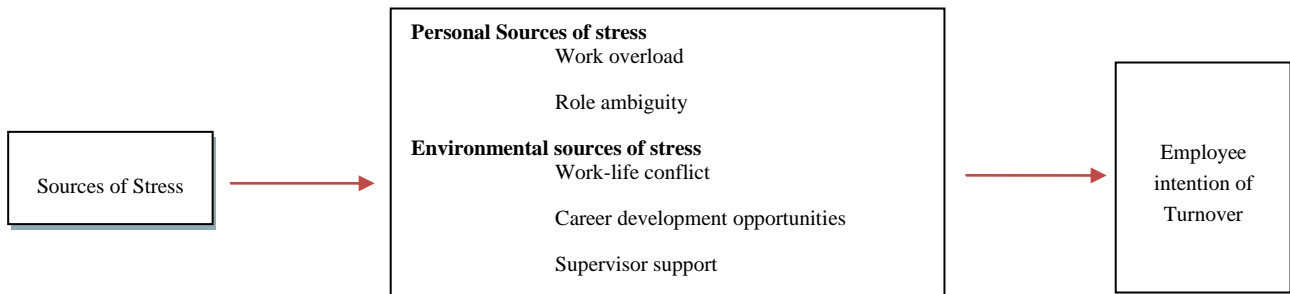 Sources of Stress
Personal Sources of stress
Work overload
Role ambiguity
Environmental sources of stress
Work-life conflict
Career development opportunities
Supervisor support
Employee
intention of
Turnover